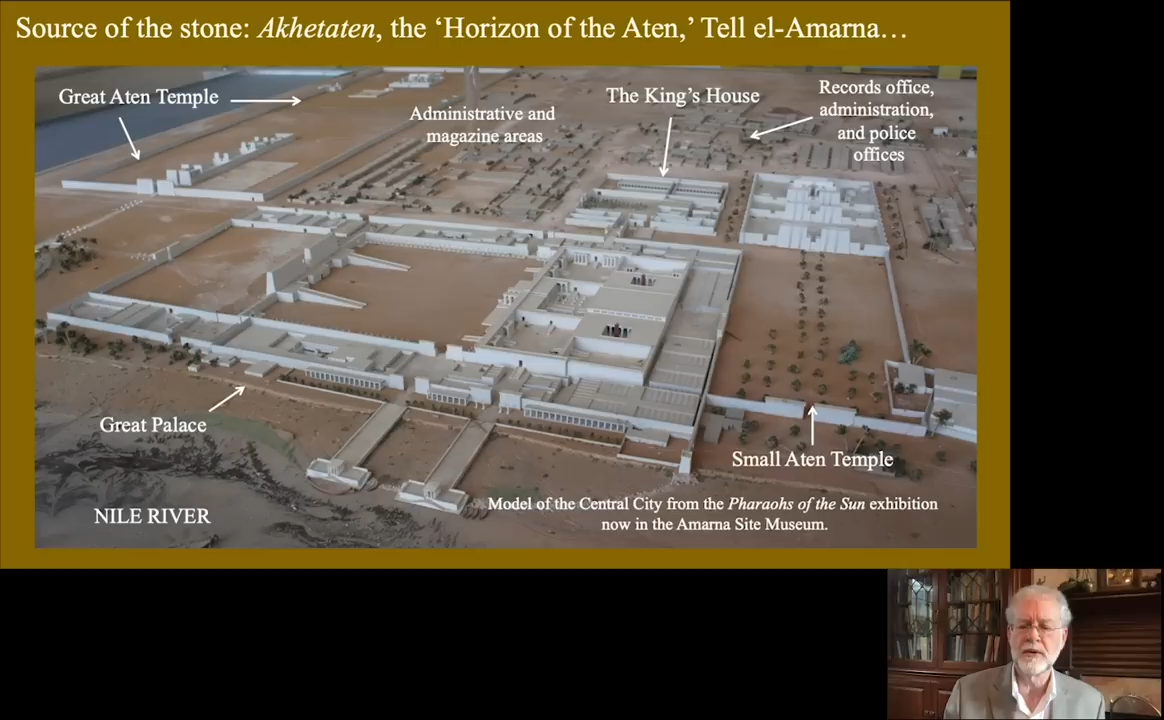 Source of the stone: Akhetaten, the ‘Horizon of the Aten,’ Tell el-Amarna…
Great Aten Temple
Administrative and
magazine areas
The King’s House
Records office,
administration,
and police
offices
Great Palace
Small Aten Temple
NILE RIVER
Model of the Central City from the Pharaohs of the Sun exhibition
now in the Amarna Site Museum.